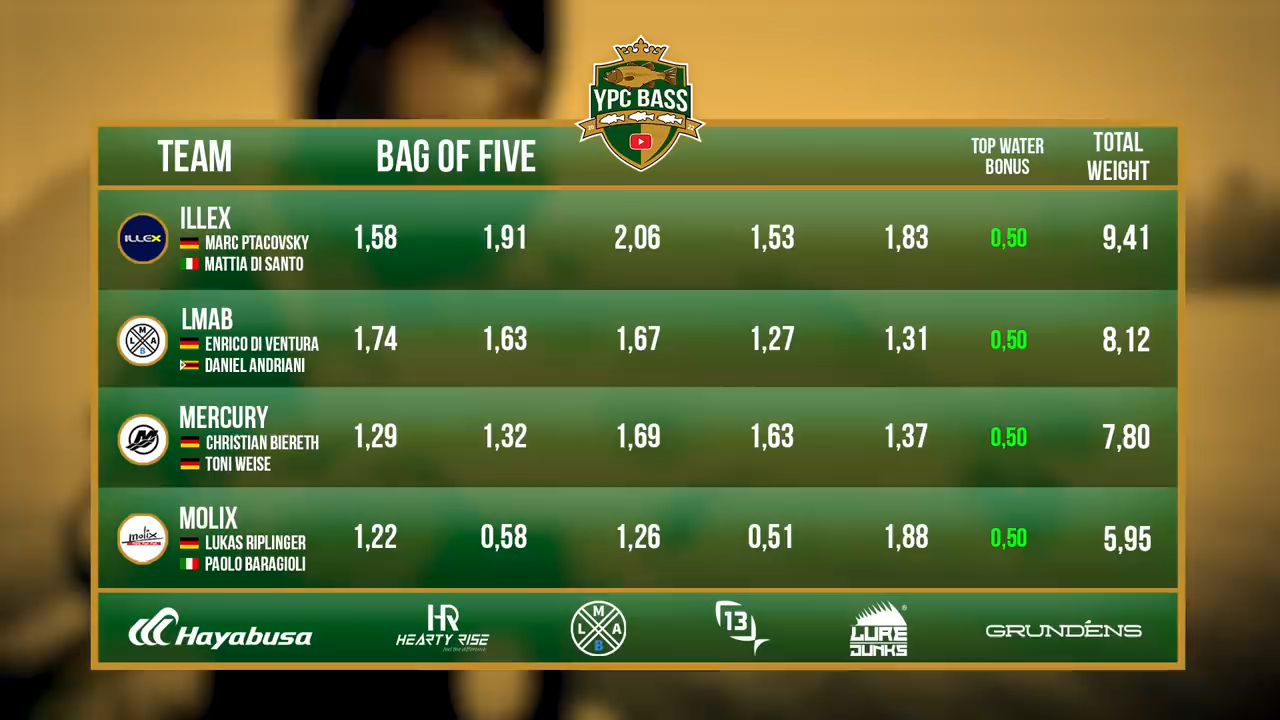 YPC BASS
TEAM BAG OF FIVE TOP WATER BONUS TOTAL WEIGHT
ILLEX
ILLEX
MARC PTACOVSKY
MATTIA DI SANTO
1,58 1,91 2,06 1,53 1,83 0,50 9,41
LMAB
LMAB
ENRICO DI VENTURA
DANIEL ANDRIANI
1,74 1,63 1,67 1,27 1,31 0,50 8,12
MERCURY
CHRISTIAN BIERETH
TONI WEISE
1,29 1,32 1,69 1,63 1,37 0,50 7,80
molix
MOLIX
LUKAS RIPLINGER
PAOLO BARAGIOLI
1,22 0,58 1,26 0,51 1,88 0,50 5,95
Hayabusa
HR
HEARTY RISE
feel the difference
M
L A
B
13
LURE
JUNKS
®
GRUNDÉNS